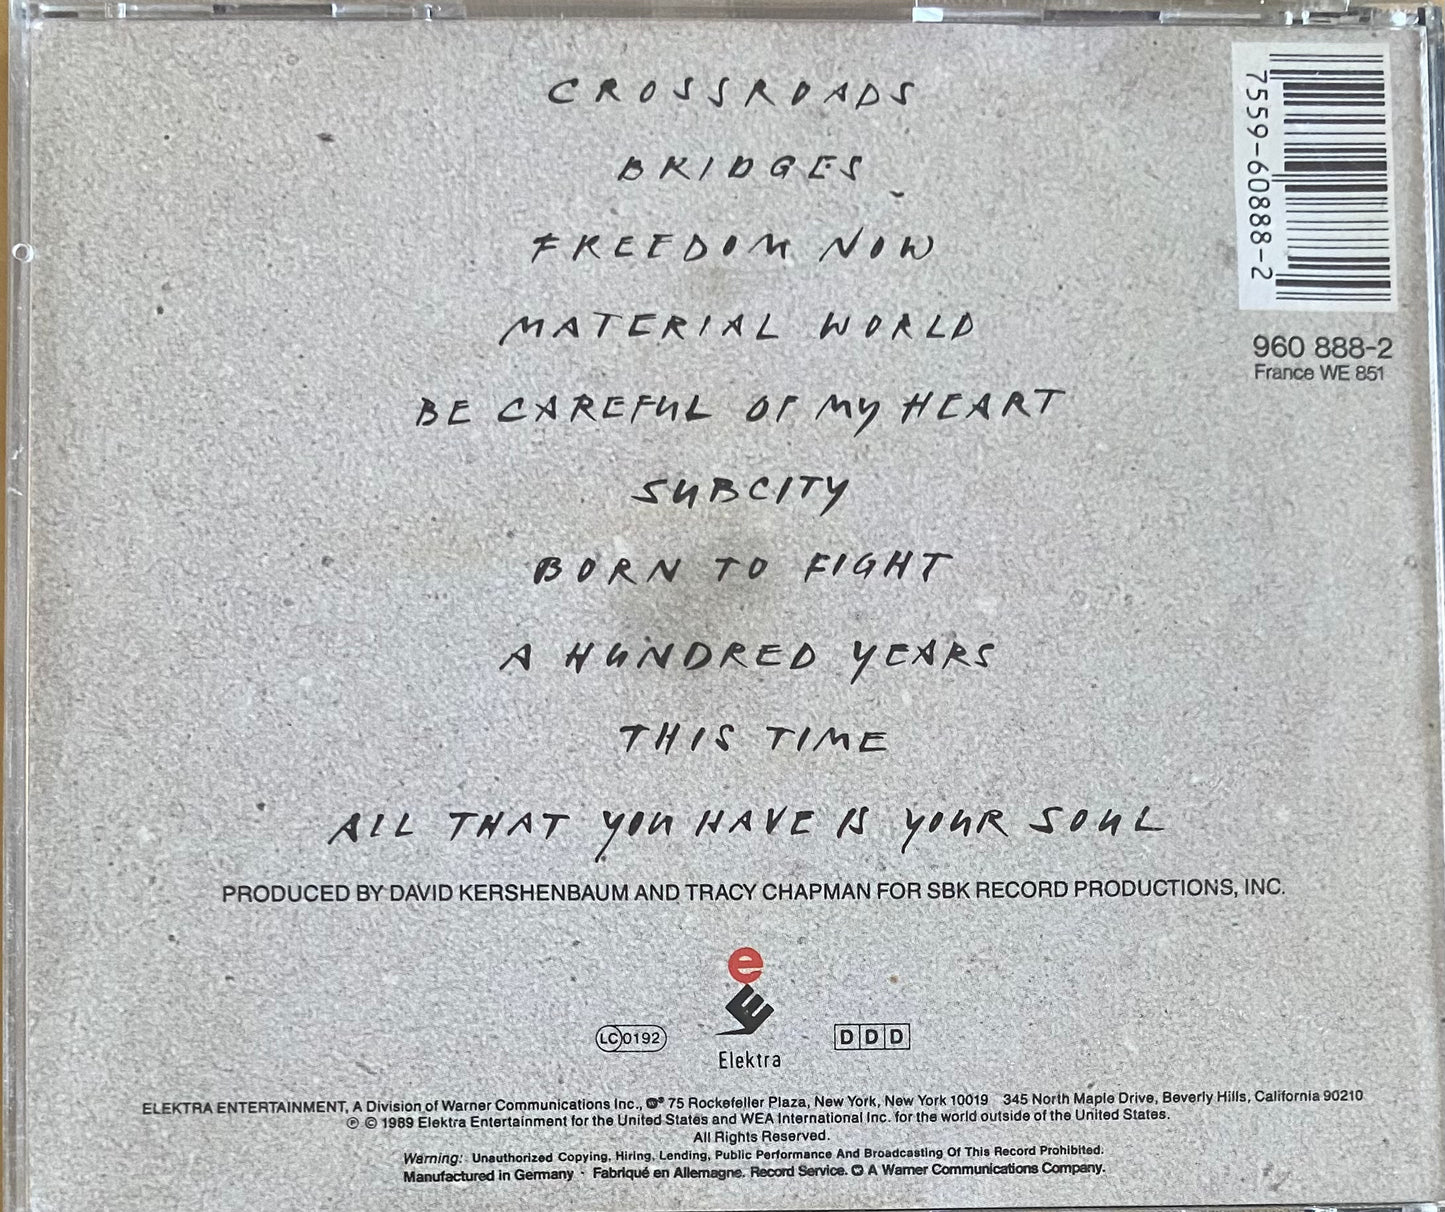 CROSSROADS
BRIDGES
FREEDOM NOW
MATERIAL WORLD
BE CAREFUL OF MY HEART
SUBCITY
BORN TO FIGHT
A HUNDRED YEARS
THIS TIME
ALL THAT YOU HAVE IS YOUR SOUL
7559-60888-2
960 888-2
France WE 851
PRODUCED BY DAVID KERSHENBAUM AND TRACY CHAPMAN FOR SBK RECORD PRODUCTIONS, INC.
e
E
LC 0192
Elektra
DDD
ELEKTRA ENTERTAINMENT, A Division of Warner Communications Inc., ® 75 Rockefeller Plaza, New York, New York 10019 345 North Maple Drive, Beverly Hills, California 90210
℗ © 1989 Elektra Entertainment for the United States and WEA International Inc. for the world outside of the United States.
All Rights Reserved.
Warning: Unauthorized Copying, Hiring, Lending, Public Performance And Broadcasting Of This Record Prohibited.
Manufactured in Germany · Fabriqué en Allemagne. Record Service. A Warner Communications Company.